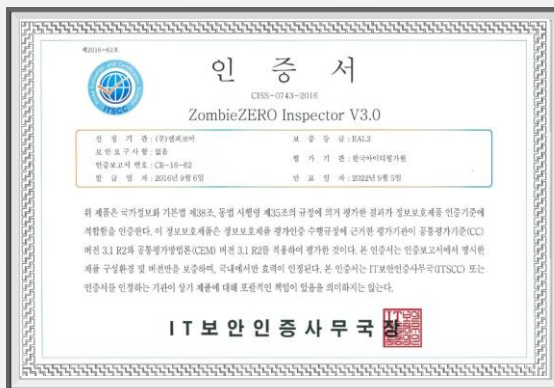 제2016-62호
ITSCC
인 증 서
CISS-0743-2016
ZombieZERO Inspector V3.0
신 청 기 관 : (주)엔피코어
보 증 등 급 : EAL2
보안요구사항 : 없음
평 가 기 관 : 한국아이티평가원
인증보고서 번호 : CR-16-62
발 급 일 자 : 2016년 9월 6일
만 료 일 자 : 2022년 9월 5일
위 제품은 국가정보화 기본법 제38조, 동법 시행령 제35조의 규정에 의거 평가한 결과가 정보보호제품 인증기준에
적합함을 인증한다. 이 정보보호제품은 정보보호제품 평가인증 수행규정에 근거한 평가기관이 공통평가기준(CC)
버전 3.1 R2와 공통평가방법론(CEM) 버전 3.1 R2를 적용하여 평가한 것이다. 본 인증서는 인증보고서에서 명시한
제품 구성환경 및 버전만을 보증하며, 국내에서만 효력이 인정된다. 본 인증서는 IT보안인증사무국(ITSCC) 또는
인증서를 인정하는 기관이 상기 제품에 대해 포괄적인 책임이 있음을 의미하지는 않는다.
IT보안인증사무국장